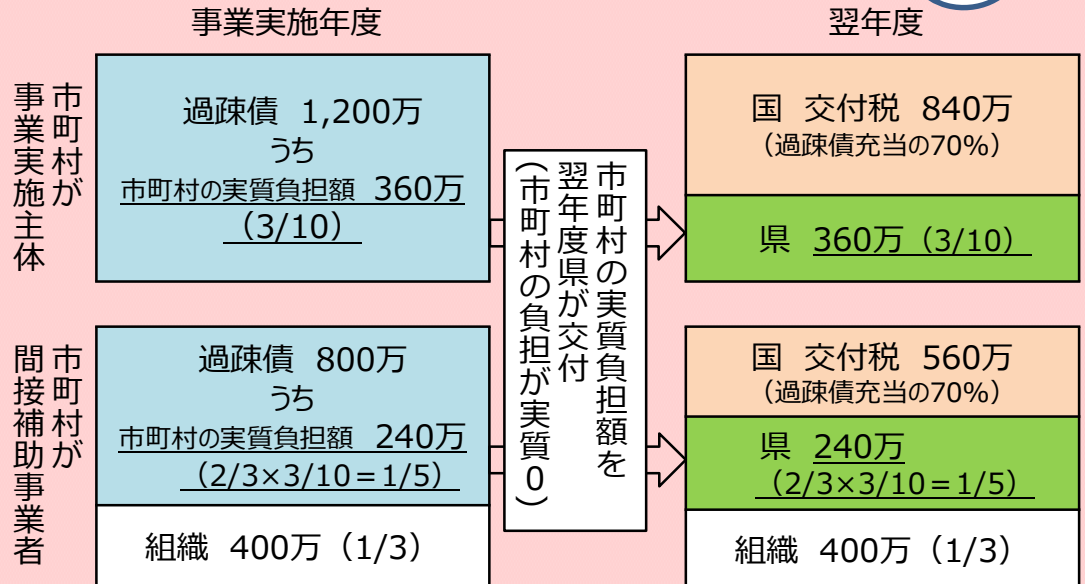 事業実施年度
翌年度
市町村が
事業実施主体
過疎債 1,200万
うち
市町村の実質負担額 360万
（3/10）
市町村の実質負担額を
翌年度県が交付
（市町村の負担が実質０）
国 交付税 840万
（過疎債充当の70%）
県 360万（3/10）
市町村が
間接補助事業者
過疎債 800万
うち
市町村の実質負担額 240万
（2/3×3/10＝1/5）
組織 400万（1/3）
国 交付税 560万
（過疎債充当の70%）
県 240万
（2/3×3/10＝1/5）
組織 400万（1/3）